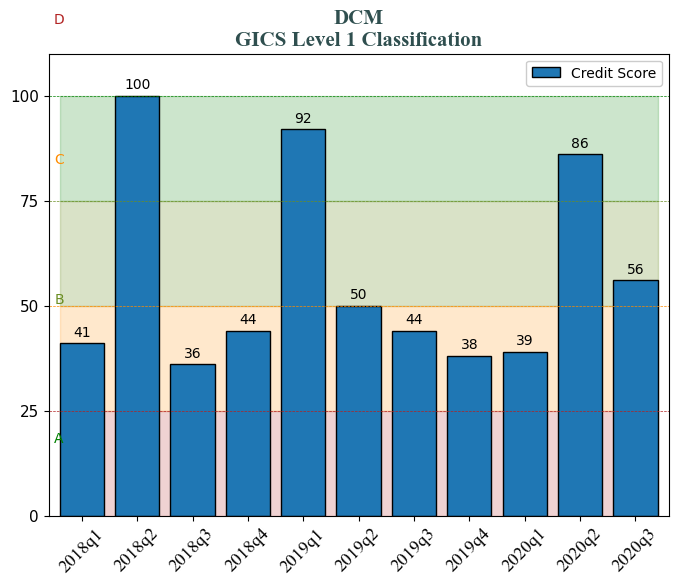 D
DCM
GICS Level 1 Classification
Credit Score
100
100
92
C
86
75
56
B
50
50
44
44
41
39
38
36
25
A
0
2018q1
2018q2
2018q3
2018q4
2019q1
2019q2
2019q3
2019q4
2020q1
2020q2
2020q3